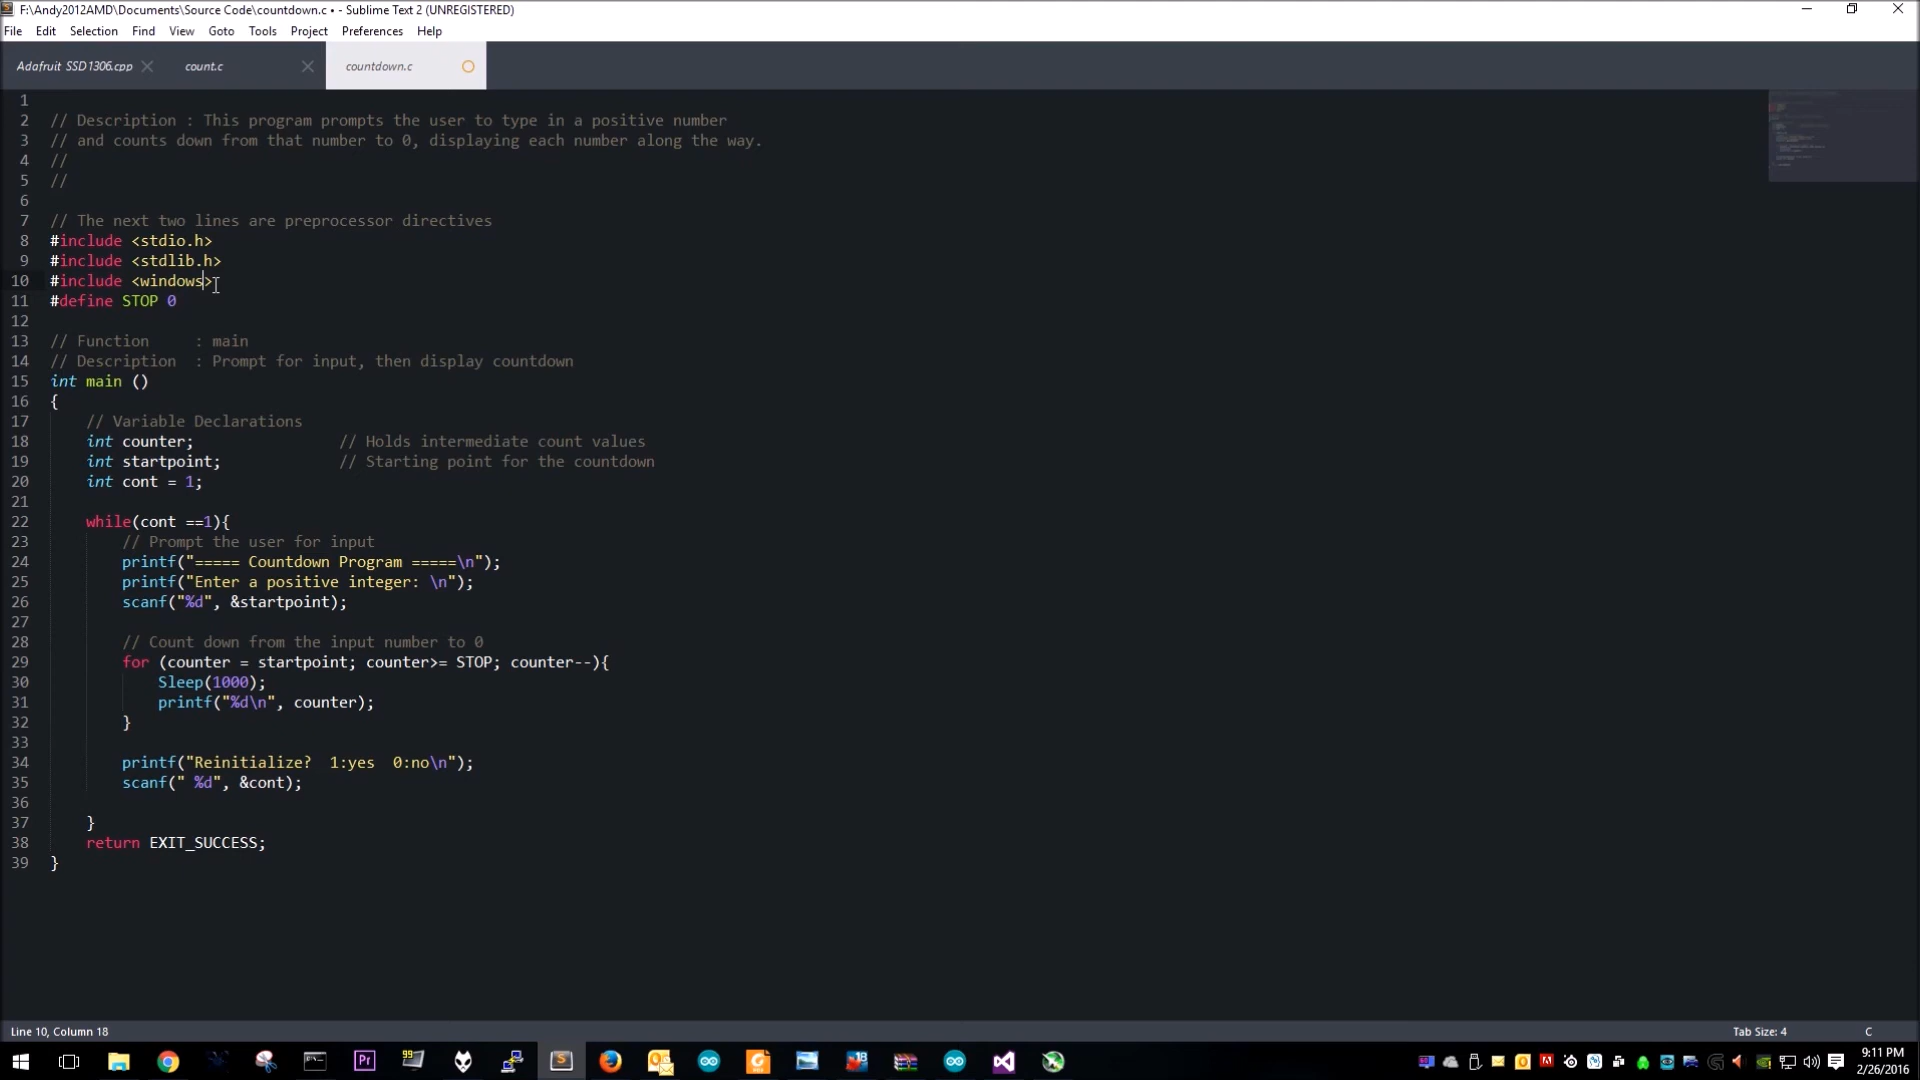 F:\Andy2012AMD\Documents\Source Code\countdown.c • - Sublime Text 2 (UNREGISTERED)
File Edit Selection Find View Goto Tools Project Preferences Help
Adafruit SSD1306.cpp count.c countdown.c
1
2 // Description : This program prompts the user to type in a positive number
3 // and counts down from that number to 0, displaying each number along the way.
4 //
5 //
6
7 // The next two lines are preprocessor directives
8 #include <stdio.h>
9 #include <stdlib.h>
10 #include <windows>
11 #define STOP 0
12
13 // Function     : main
14 // Description  : Prompt for input, then display countdown
15 int main ()
16 {
17     // Variable Declarations
18     int counter;                // Holds intermediate count values
19     int startpoint;             // Starting point for the countdown
20     int cont = 1;
21
22     while(cont ==1){
23         // Prompt the user for input
24         printf("===== Countdown Program =====\n");
25         printf("Enter a positive integer: \n");
26         scanf("%d", &startpoint);
27
28         // Count down from the input number to 0
29         for (counter = startpoint; counter>= STOP; counter--){
30             Sleep(1000);
31             printf("%d\n", counter);
32         }
33
34         printf("Reinitialize?  1:yes  0:no\n");
35         scanf(" %d", &cont);
36
37     }
38     return EXIT_SUCCESS;
39 }
Line 10, Column 18 Tab Size: 4 C
9:11 PM
2/26/2016